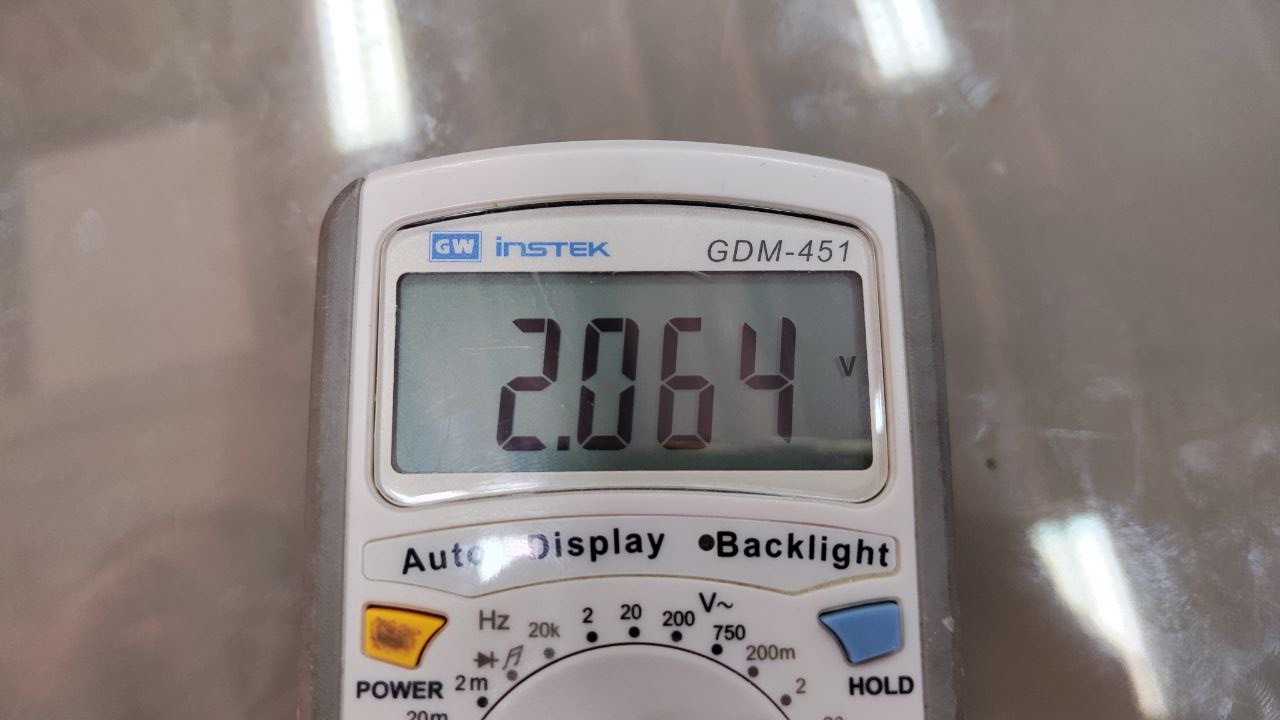 GW INSTEK GDM-451
2.064 V
Auto Display •Backlight
Hz 20k 2 20 200 V~ 750 200m 2
POWER 2m HOLD
20m